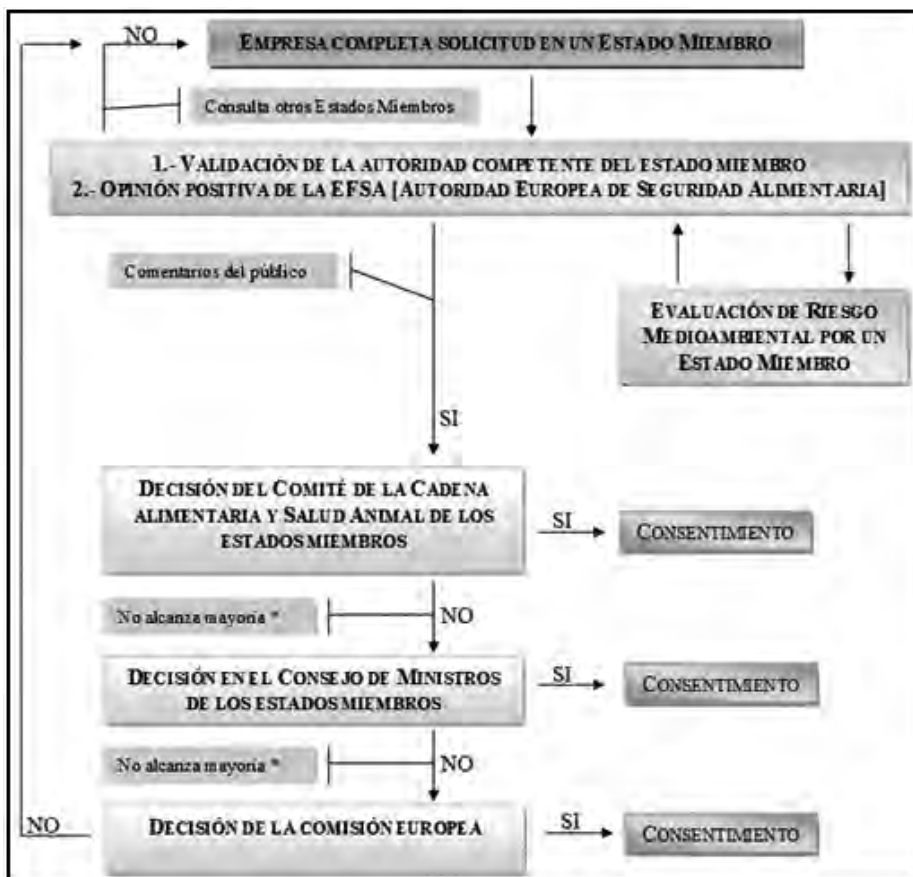 NO
EMPRESA COMPLETA SOLICITUD EN UN ESTADO MIEMBRO
Consulta otros Estados Miembros
1.- VALIDACIÓN DE LA AUTORIDAD COMPETENTE DEL ESTADO MIEMBRO
2.- OPINIÓN POSITIVA DE LA EFSA [AUTORIDAD EUROPEA DE SEGURIDAD ALIMENTARIA]
Comentarios del público
EVALUACIÓN DE RIESGO
MEDIOAMBIENTAL POR UN
ESTADO MIEMBRO
SI
DECISIÓN DEL COMITÉ DE LA CADENA
ALIMENTARIA Y SALUD ANIMAL DE LOS
ESTADOS MIEMBROS
SI
CONSENTIMIENTO
No alcanza mayoría *
NO
DECISIÓN EN EL CONSEJO DE MINISTROS
DE LOS ESTADOS MIEMBROS
SI
CONSENTIMIENTO
No alcanza mayoría *
NO
NO
DECISIÓN DE LA COMISIÓN EUROPEA
SI
CONSENTIMIENTO